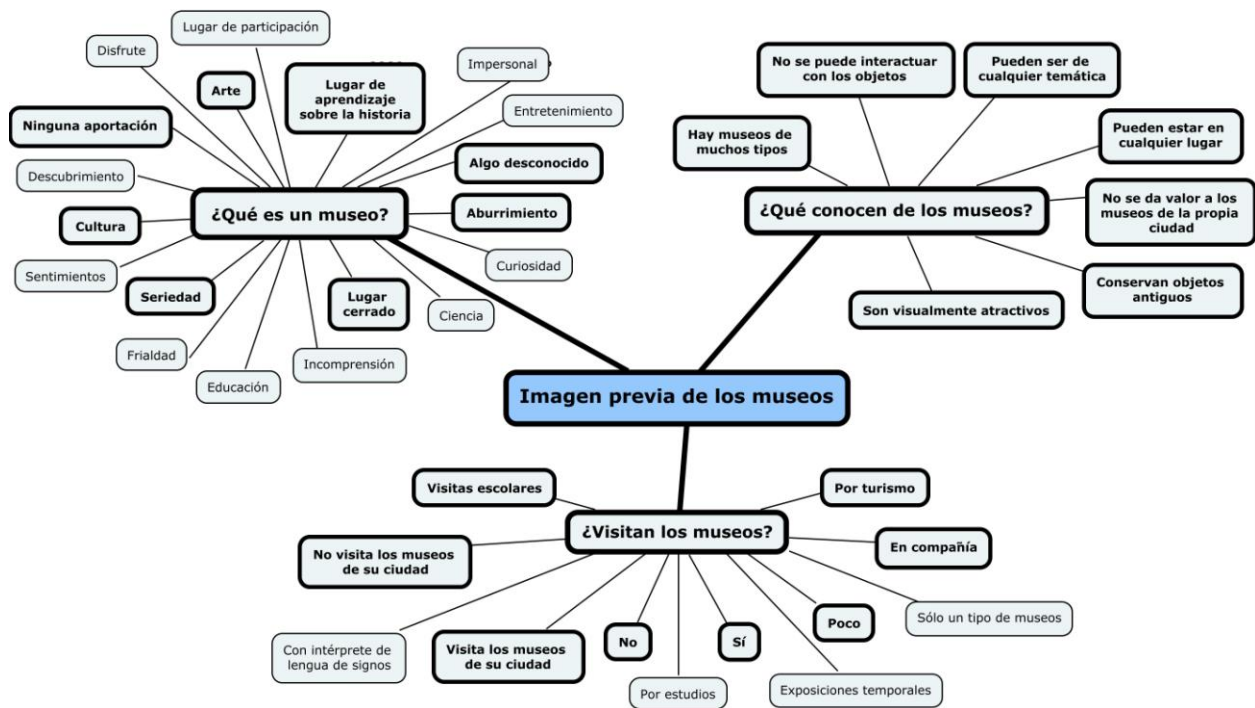 Lugar de participación
Disfrute
Impersonal
Arte
Lugar de
aprendizaje
sobre la historia
Entretenimiento
Ninguna aportación
Algo desconocido
Descubrimiento
¿Qué es un museo?
Aburrimiento
Cultura
Sentimientos
Curiosidad
Seriedad
Lugar
cerrado
Ciencia
Frialdad
Incomprensión
Educación
No se puede interactuar
con los objetos
Pueden ser de
cualquier temática
Hay museos de
muchos tipos
Pueden estar en
cualquier lugar
¿Qué conocen de los museos?
No se da valor a los
museos de la propia
ciudad
Conservan objetos
antiguos
Son visualmente atractivos
Imagen previa de los museos
Visitas escolares
Por turismo
¿Visitan los museos?
No visita los museos
de su ciudad
En compañía
Sólo un tipo de museos
Poco
Con intérprete de
lengua de signos
Visita los museos
de su ciudad
No
Sí
Por estudios
Exposiciones temporales